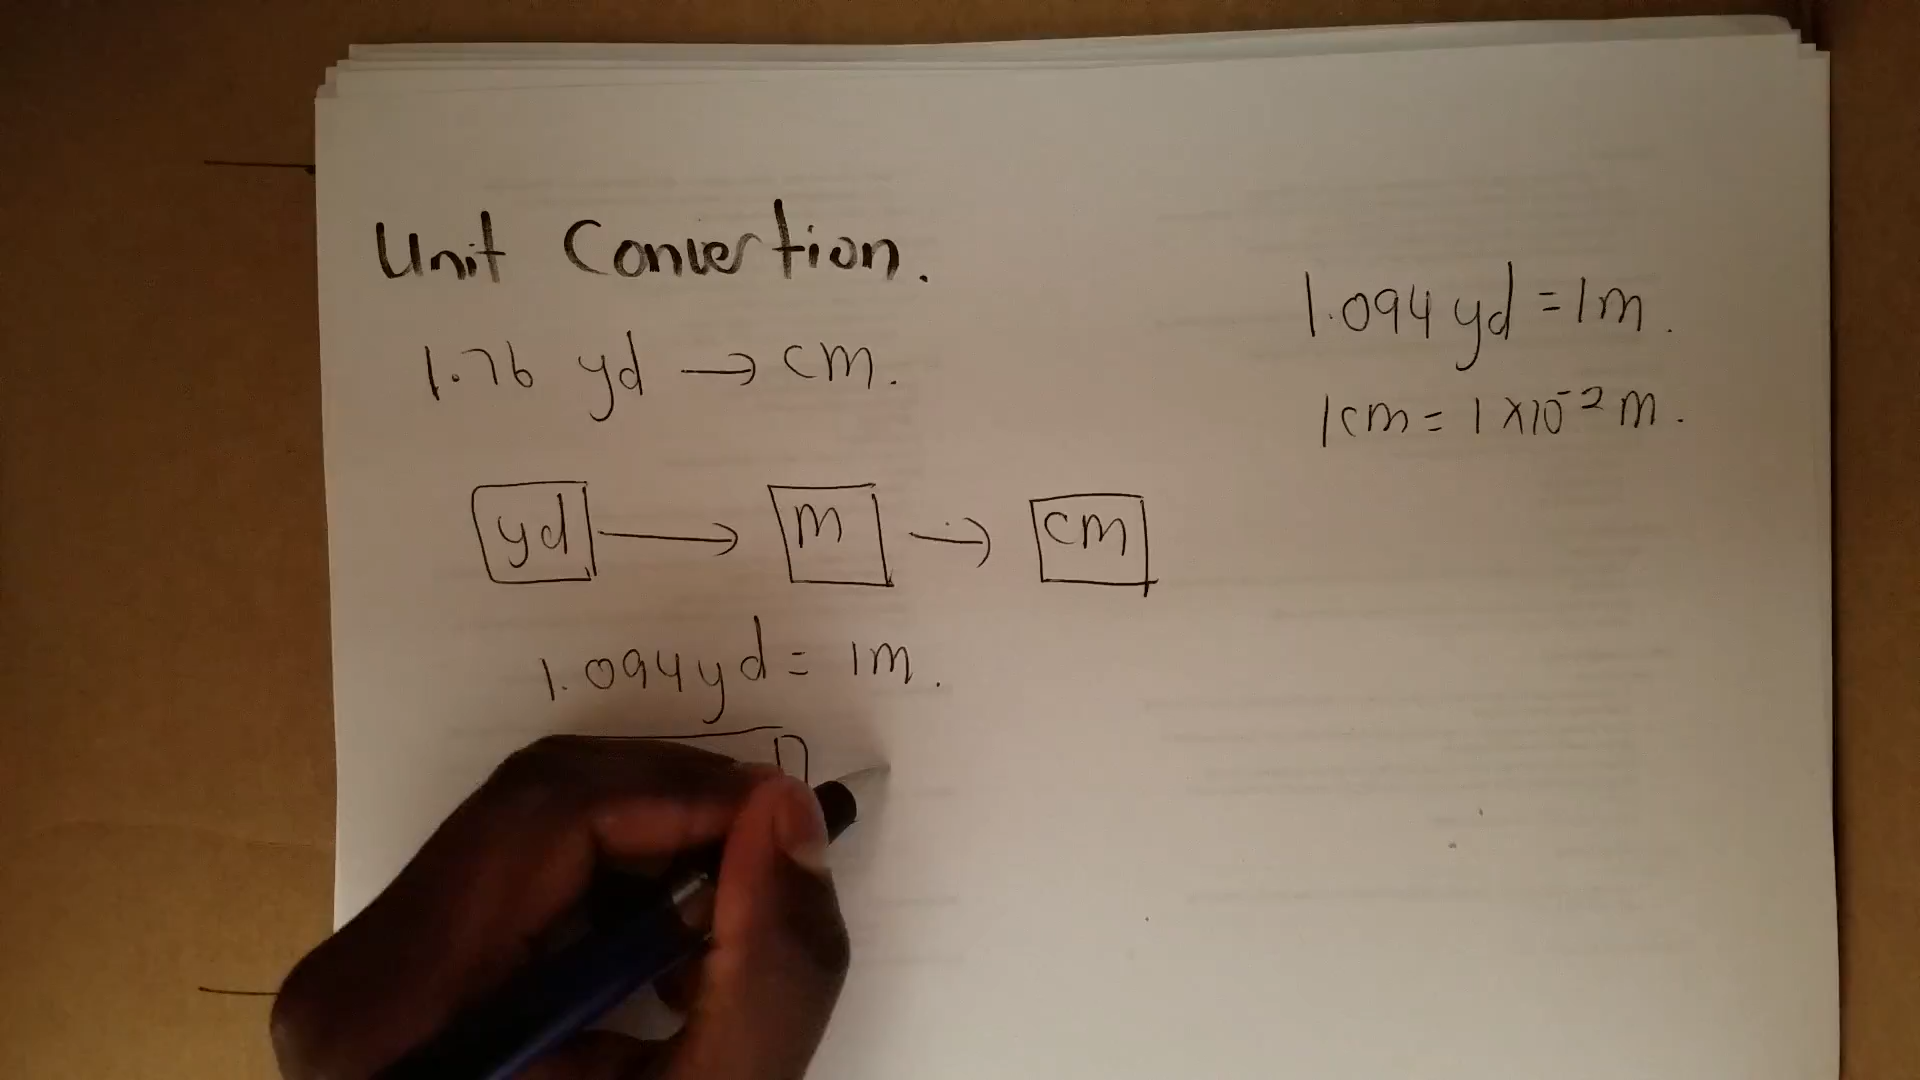 Unit Convertion.
1.76 yd → cm.
1.094 yd = 1m.
1cm = 1 x10⁻² m.
yd → m → cm
1.094 yd = 1m.